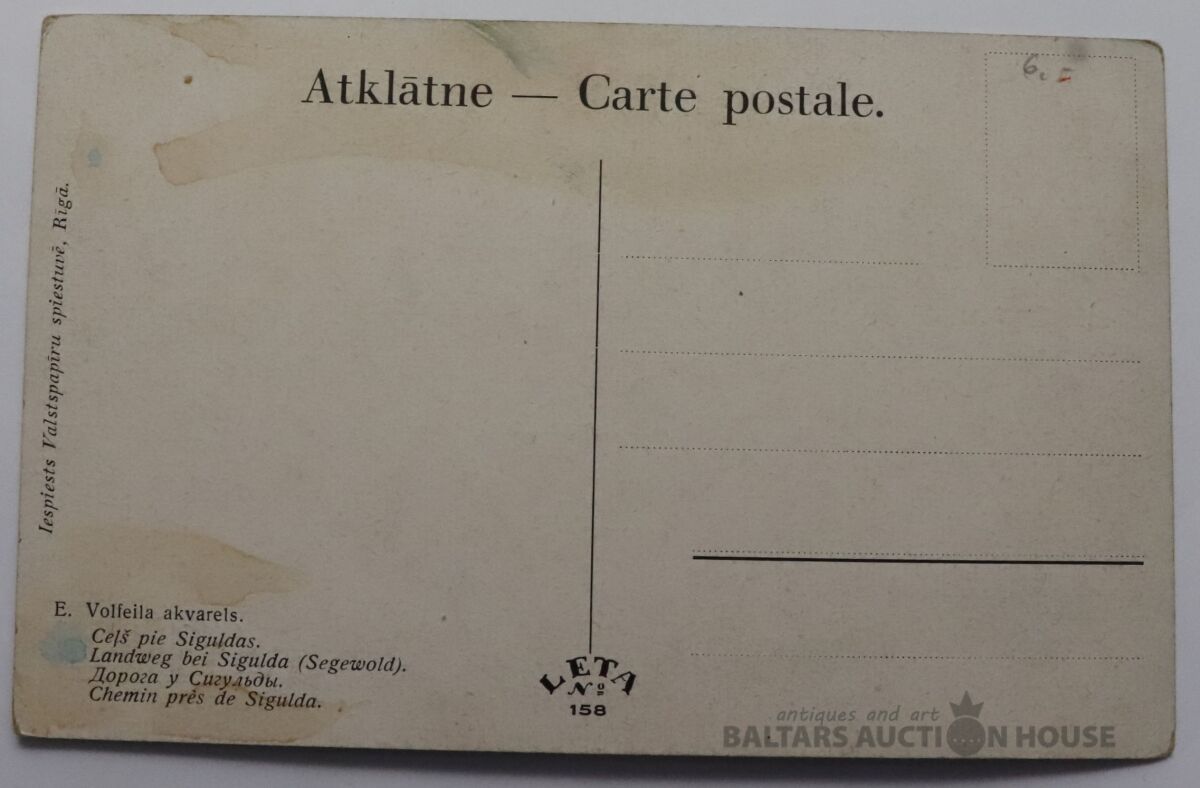 Atklātne — Carte postale.
6. I
Iespiests Valstspapīru spiestuvē, Rīgā.
E. Volfeila akvarels.
Ceļš pie Siguldas.
Landweg bei Sigulda (Segewold).
Дорога у Сигульды.
Chemin près de Sigulda.
LETA
№
158
antiques and art
BALTARS AUCTION HOUSE